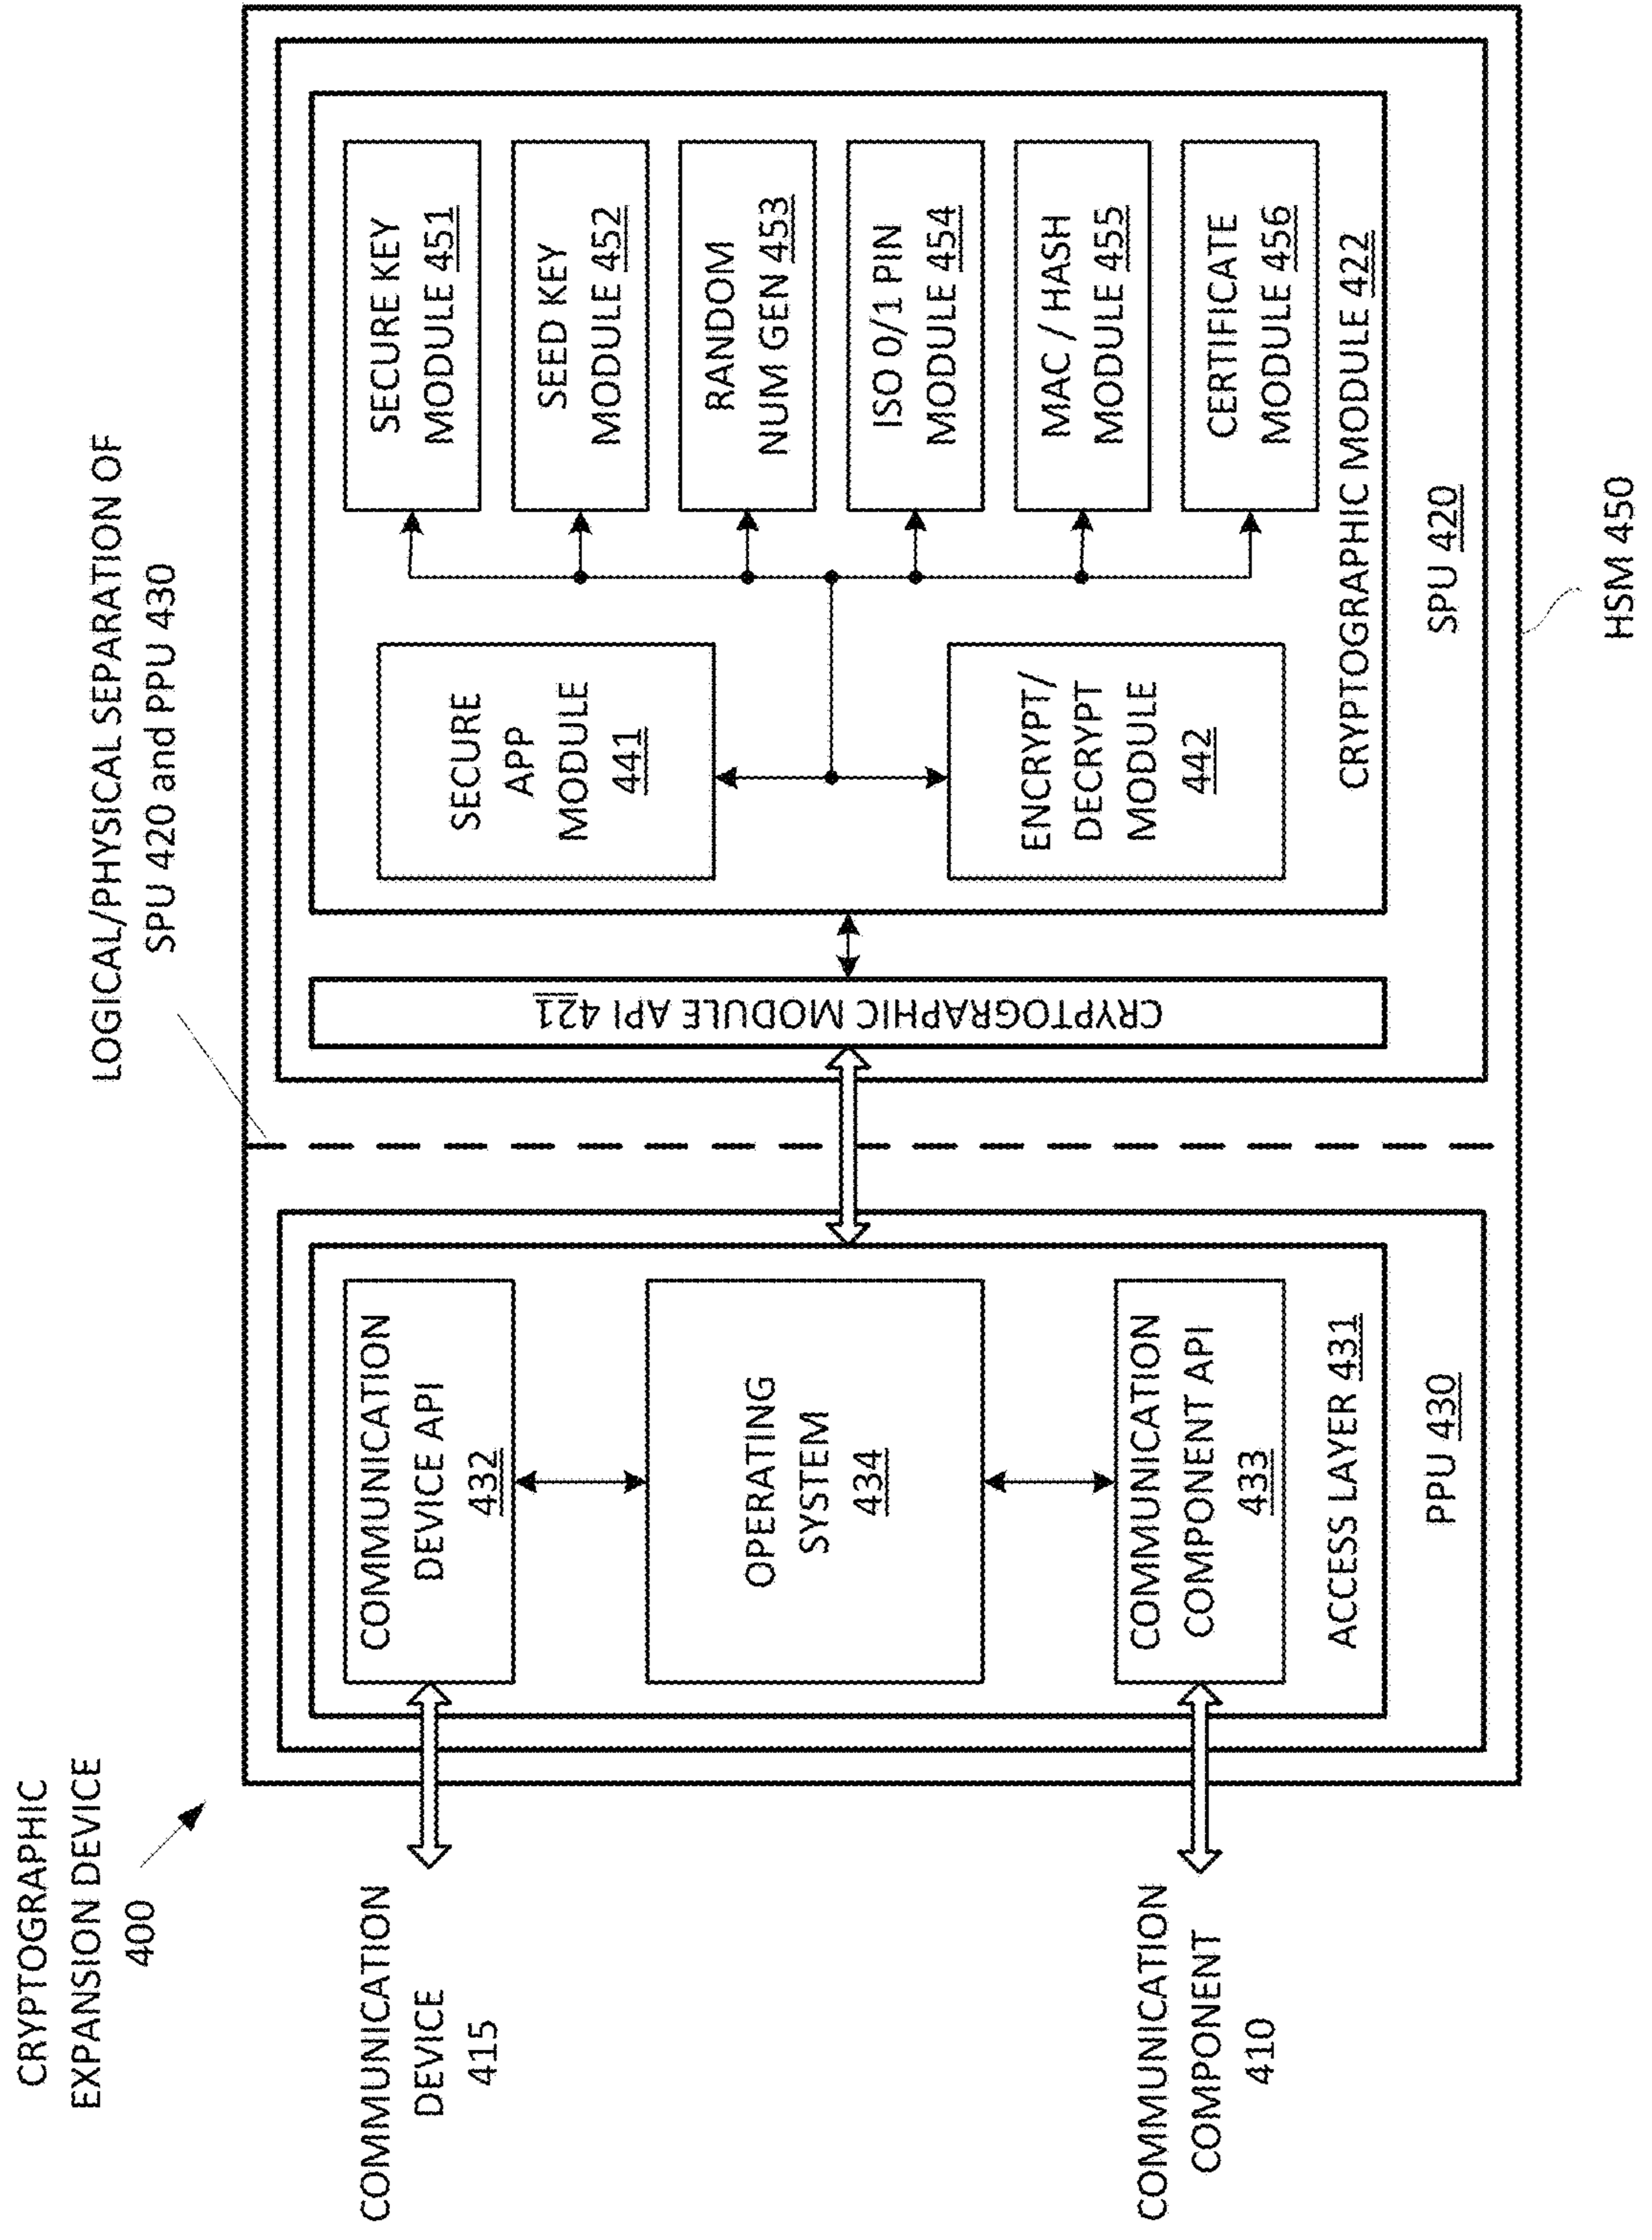 CRYPTOGRAPHIC
EXPANSION DEVICE
400
LOGICAL/PHYSICAL SEPARATION OF
SPU 420 and PPU 430
COMMUNICATION
DEVICE
415
COMMUNICATION
COMPONENT
410
COMMUNICATION
DEVICE API
432
OPERATING
SYSTEM
434
COMMUNICATION
COMPONENT API
433
ACCESS LAYER 431
PPU 430
CRYPTOGRAPHIC MODULE API 421
SECURE
APP
MODULE
441
ENCRYPT/
DECRYPT
MODULE
442
SECURE KEY
MODULE 451
SEED KEY
MODULE 452
RANDOM
NUM GEN 453
ISO 0/1 PIN
MODULE 454
MAC / HASH
MODULE 455
CERTIFICATE
MODULE 456
CRYPTOGRAPHIC MODULE 422
SPU 420
HSM 450